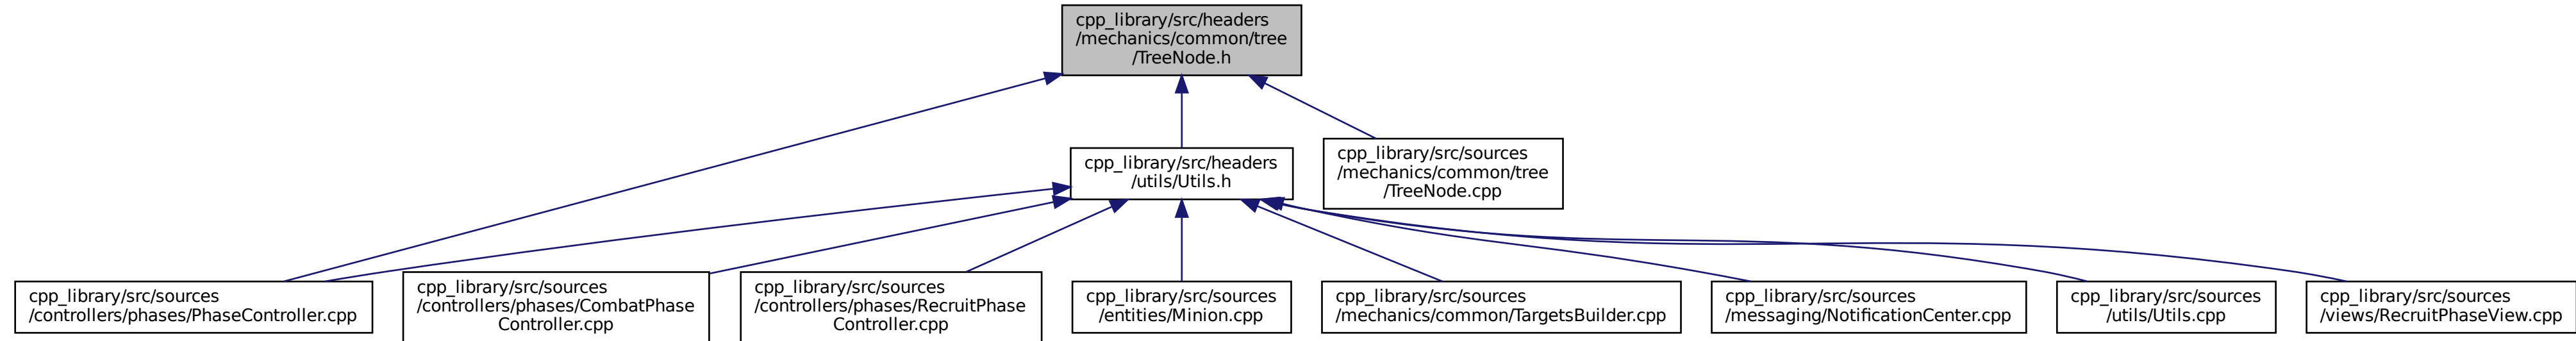 cpp_library/src/headers
/mechanics/common/tree
/TreeNode.h
cpp_library/src/headers
/utils/Utils.h
cpp_library/src/sources
/mechanics/common/tree
/TreeNode.cpp
cpp_library/src/sources
/controllers/phases/PhaseController.cpp
cpp_library/src/sources
/controllers/phases/CombatPhase
Controller.cpp
cpp_library/src/sources
/controllers/phases/RecruitPhase
Controller.cpp
cpp_library/src/sources
/entities/Minion.cpp
cpp_library/src/sources
/mechanics/common/TargetsBuilder.cpp
cpp_library/src/sources
/messaging/NotificationCenter.cpp
cpp_library/src/sources
/utils/Utils.cpp
cpp_library/src/sources
/views/RecruitPhaseView.cpp